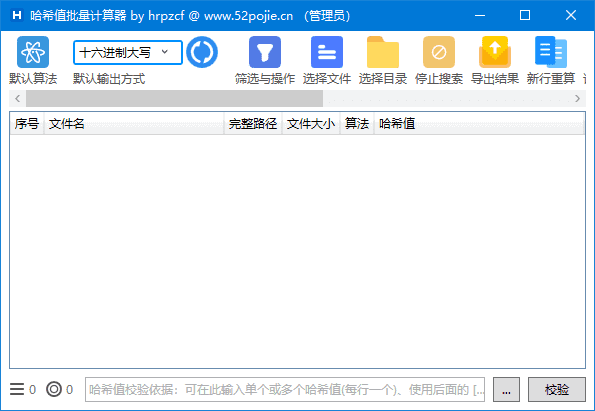 哈希值批量计算器 by hrpzcf @ www.52pojie.cn （管理员）
十六进制大写
默认算法 默认输出方式 筛选与操作 选择文件 选择目录 停止搜索 导出结果 新行重算
序号 文件名 完整路径 文件大小 算法 哈希值
0 0 哈希值校验依据：可在此输入单个或多个哈希值(每行一个)、使用后面的 [... ... 校验